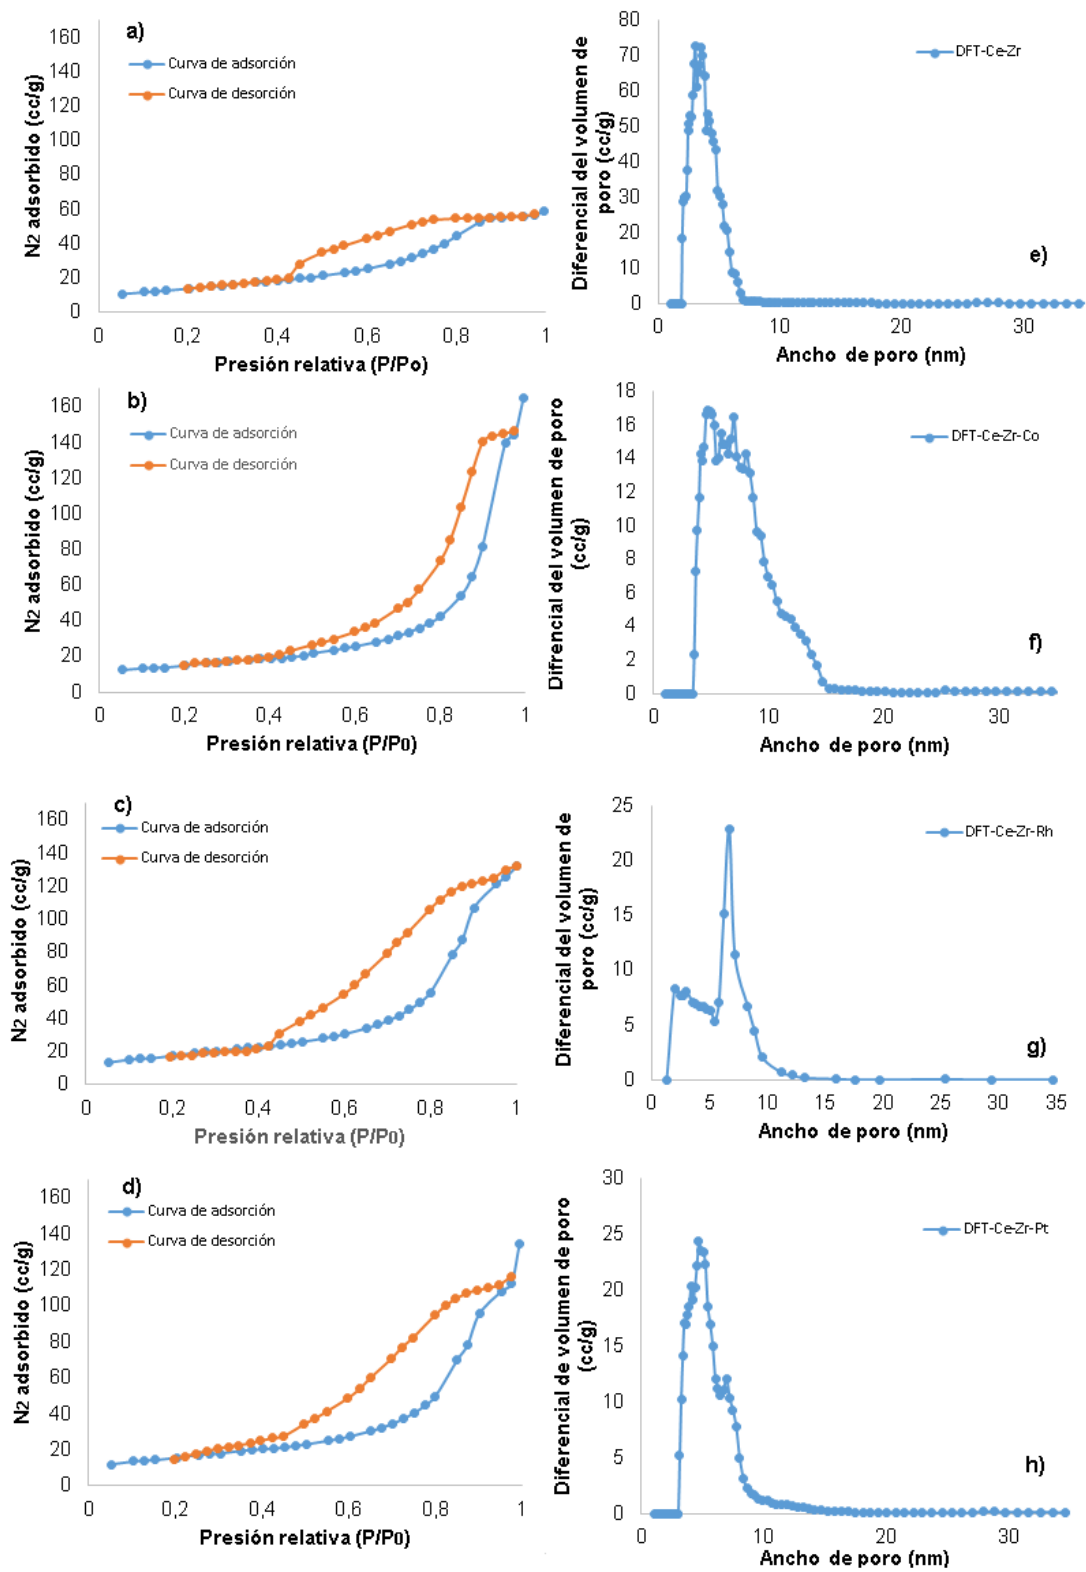 a)
Curva de adsorción
Curva de desorción
N2 adsorbido (cc/g)
160
140
120
100
80
60
40
20
0
0
0,2
0,4
0,6
0,8
1
Presión relativa (P/Po)
DFT-Ce-Zr
e)
Diferencial del volumen de
poro (cc/g)
80
70
60
50
40
30
20
10
0
0
10
20
30
Ancho de poro (nm)
b)
Curva de adsorción
Curva de desorción
N2 adsorbido (cc/g)
160
140
120
100
80
60
40
20
0
0
0,2
0,4
0,6
0,8
1
Presión relativa (P/P0)
DFT-Ce-Zr-Co
f)
Difrencial del volumen de poro
(cc/g)
18
16
14
12
10
8
6
4
2
0
0
10
20
30
Ancho de poro (nm)
c)
Curva de adsorción
Curva de desorción
N2 adsorbido (cc/g)
160
140
120
100
80
60
40
20
0
0
0,2
0,4
0,6
0,8
1
Presión relativa (P/P0)
DFT-Ce-Zr-Rh
g)
Diferencial del volumen de
poro (cc/g)
25
20
15
10
5
0
0
5
10
15
20
25
30
35
Ancho de poro (nm)
d)
Curva de adsorción
Curva de desorción
N2 adsorbido (cc/g)
160
140
120
100
80
60
40
20
0
0
0,2
0,4
0,6
0,8
1
Presión relativa (P/P0)
DFT-Ce-Zr-Pt
h)
Diferencial de volumen de poro
(cc/g)
30
25
20
15
10
5
0
0
10
20
30
Ancho de poro (nm)